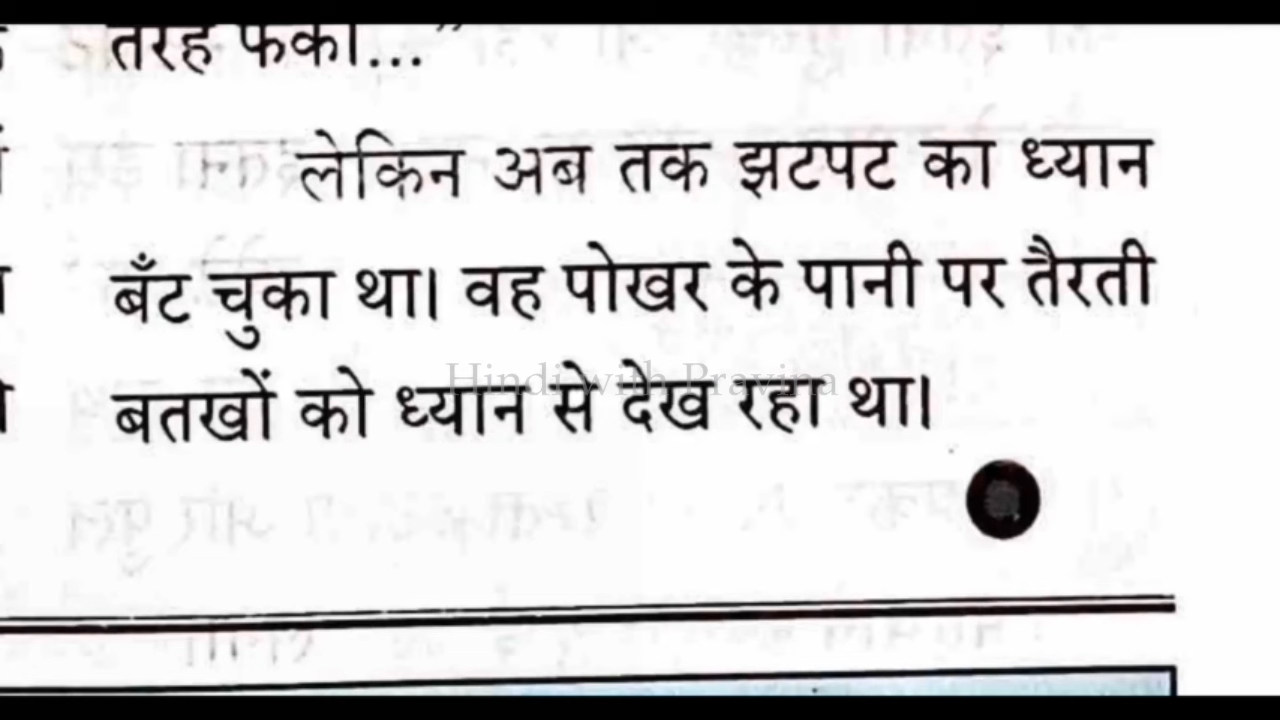 तरह फेंको..."
लेकिन अब तक झटपट का ध्यान
बँट चुका था। वह पोखर के पानी पर तैरती
बतखों को ध्यान से देख रहा था।
Hindi with Pravina